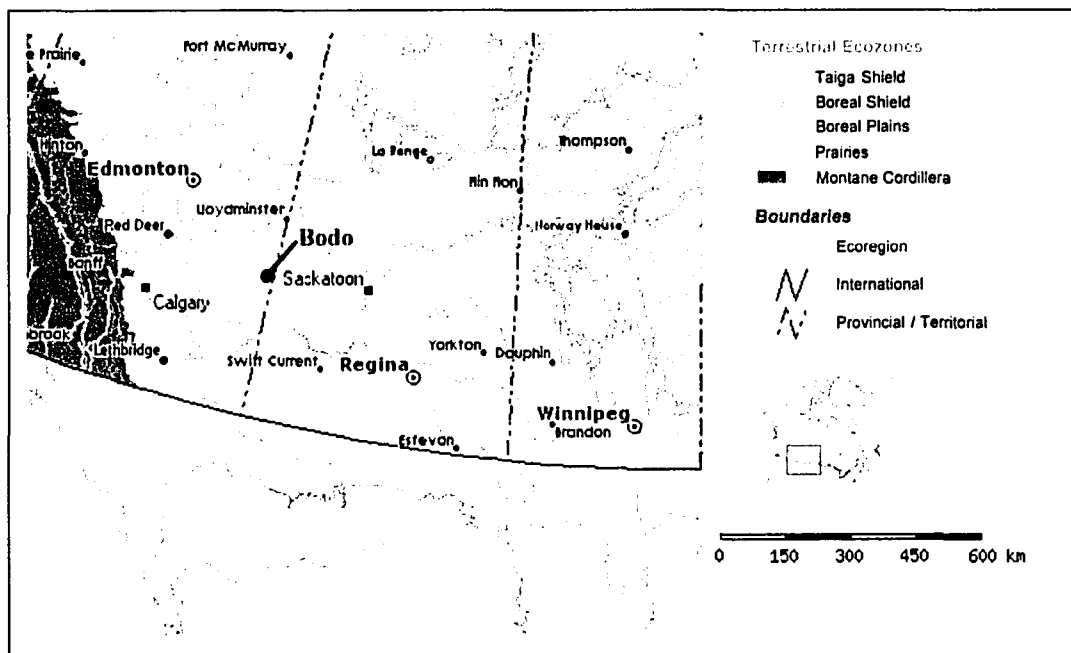 Prairie
Fort McMurray
Hinton
Edmonton
La Ronge
Thompson
Flin Flon
Lloydminster
Red Deer
Norway House
Bodo
Banff
Saskatoon
Calgary
nbrook
Lethbridge
Swift Current
Regina
Yorkton
Dauphin
Winnipeg
Brandon
Estevan
Terrestrial Ecozones
Taiga Shield
Boreal Shield
Boreal Plains
Prairies
Montane Cordillera
Boundaries
Ecoregion
International
Provincial / Territorial
0 150 300 450 600 km